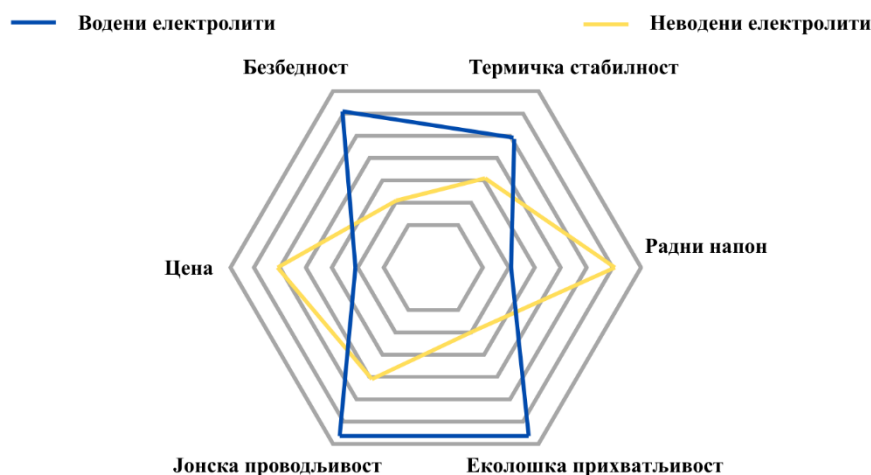 Водени електролити
Неводени електролити
Безбедност
Термичка стабилност
Радни напон
Цена
Јонска проводљивост
Еколошка прихватљивост